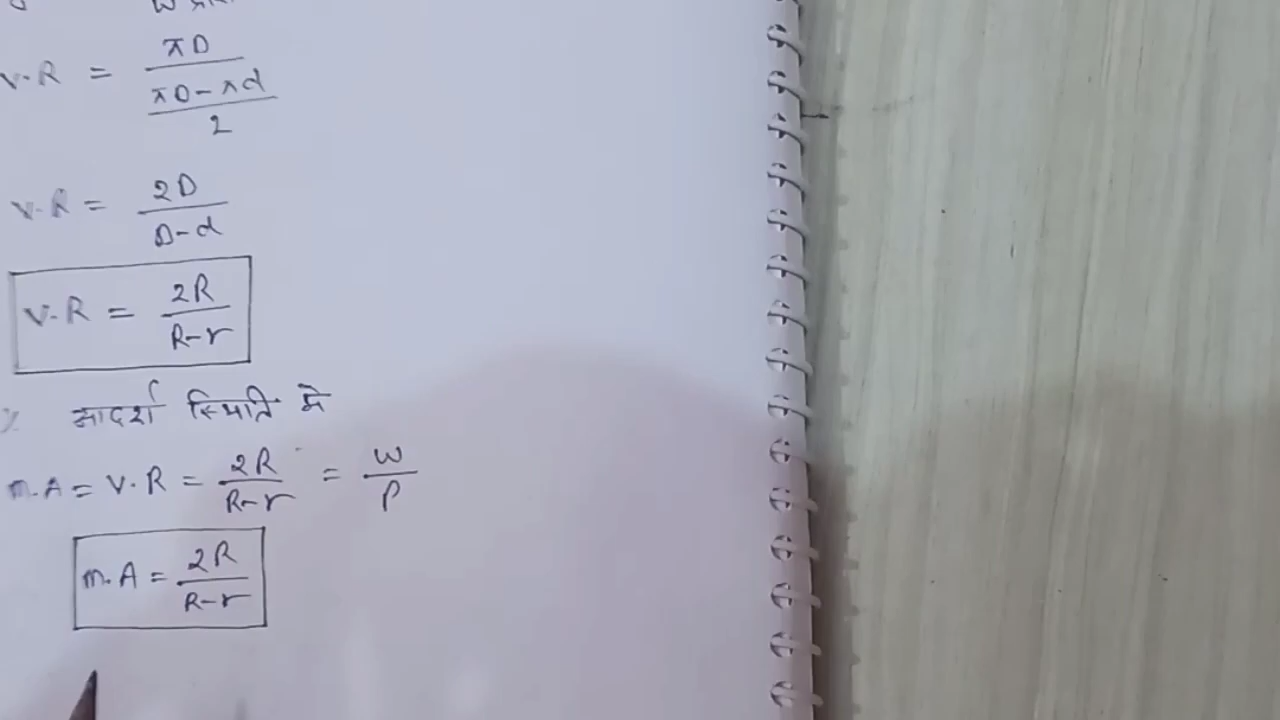 V.R = πD / ((πD-πd) / 2)
V.R = 2D / (D-d)
V.R = 2R / (R-r)
आदर्श स्थिति मे
m.A = V.R = 2R / (R-r) = W / P
m.A = 2R / (R-r)